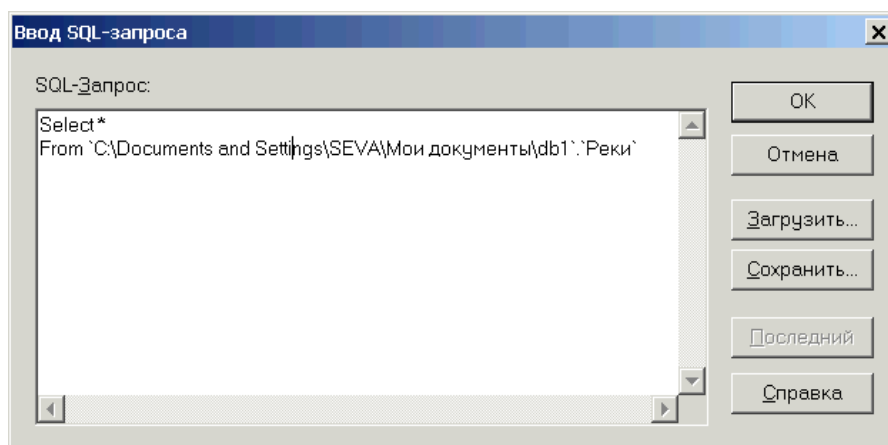 Ввод SQL-запроса
SQL-Запрос:
Select*
From `C:\Documents and Settings\SEVA\Мои документы\db1`.`Реки`
OK
Отмена
Загрузить...
Сохранить...
Последний
Справка